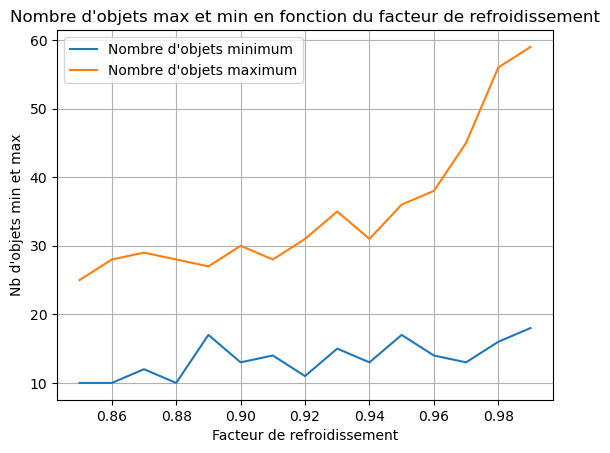 Nombre d'objets max et min en fonction du facteur de refroidissement
Nombre d'objets minimum
Nombre d'objets maximum
60
50
40
30
20
10
Nb d'objets min et max
0.86
0.88
0.90
0.92
0.94
0.96
0.98
Facteur de refroidissement